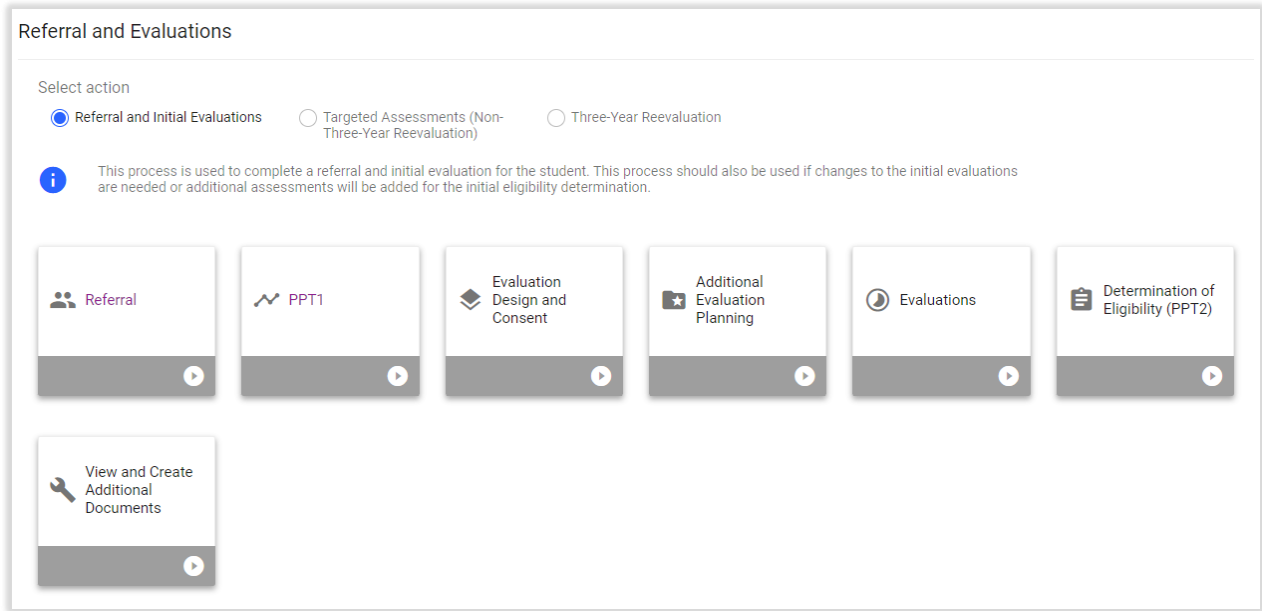 Referral and Evaluations
Select action
Referral and Initial Evaluations
Targeted Assessments (Non-
Three-Year Reevaluation)
Three-Year Reevaluation
This process is used to complete a referral and initial evaluation for the student. This process should also be used if changes to the initial evaluations
are needed or additional assessments will be added for the initial eligibility determination.
Referral
PPT1
Evaluation
Design and
Consent
Additional
Evaluation
Planning
Evaluations
Determination of
Eligibility (PPT2)
View and Create
Additional
Documents